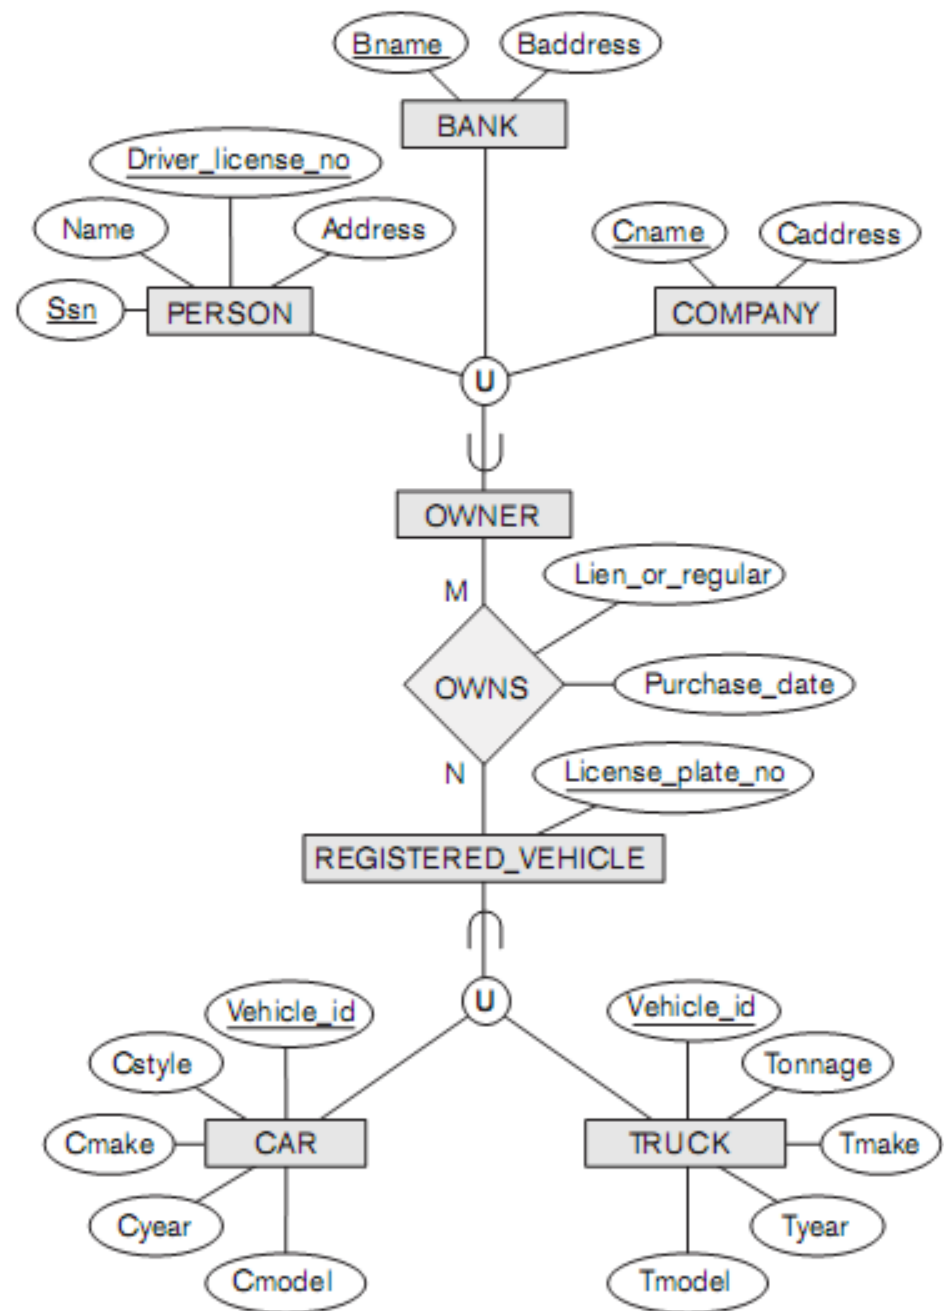 Bname
Baddress
BANK
Driver_license_no
Name
Address
Cname
Caddress
Ssn
PERSON
COMPANY
U
OWNER
M
Lien_or_regular
OWNS
Purchase_date
N
License_plate_no
REGISTERED_VEHICLE
U
Vehicle_id
Vehicle_id
Cstyle
Tonnage
Cmake
CAR
TRUCK
Tmake
Cyear
Tyear
Cmodel
Tmodel